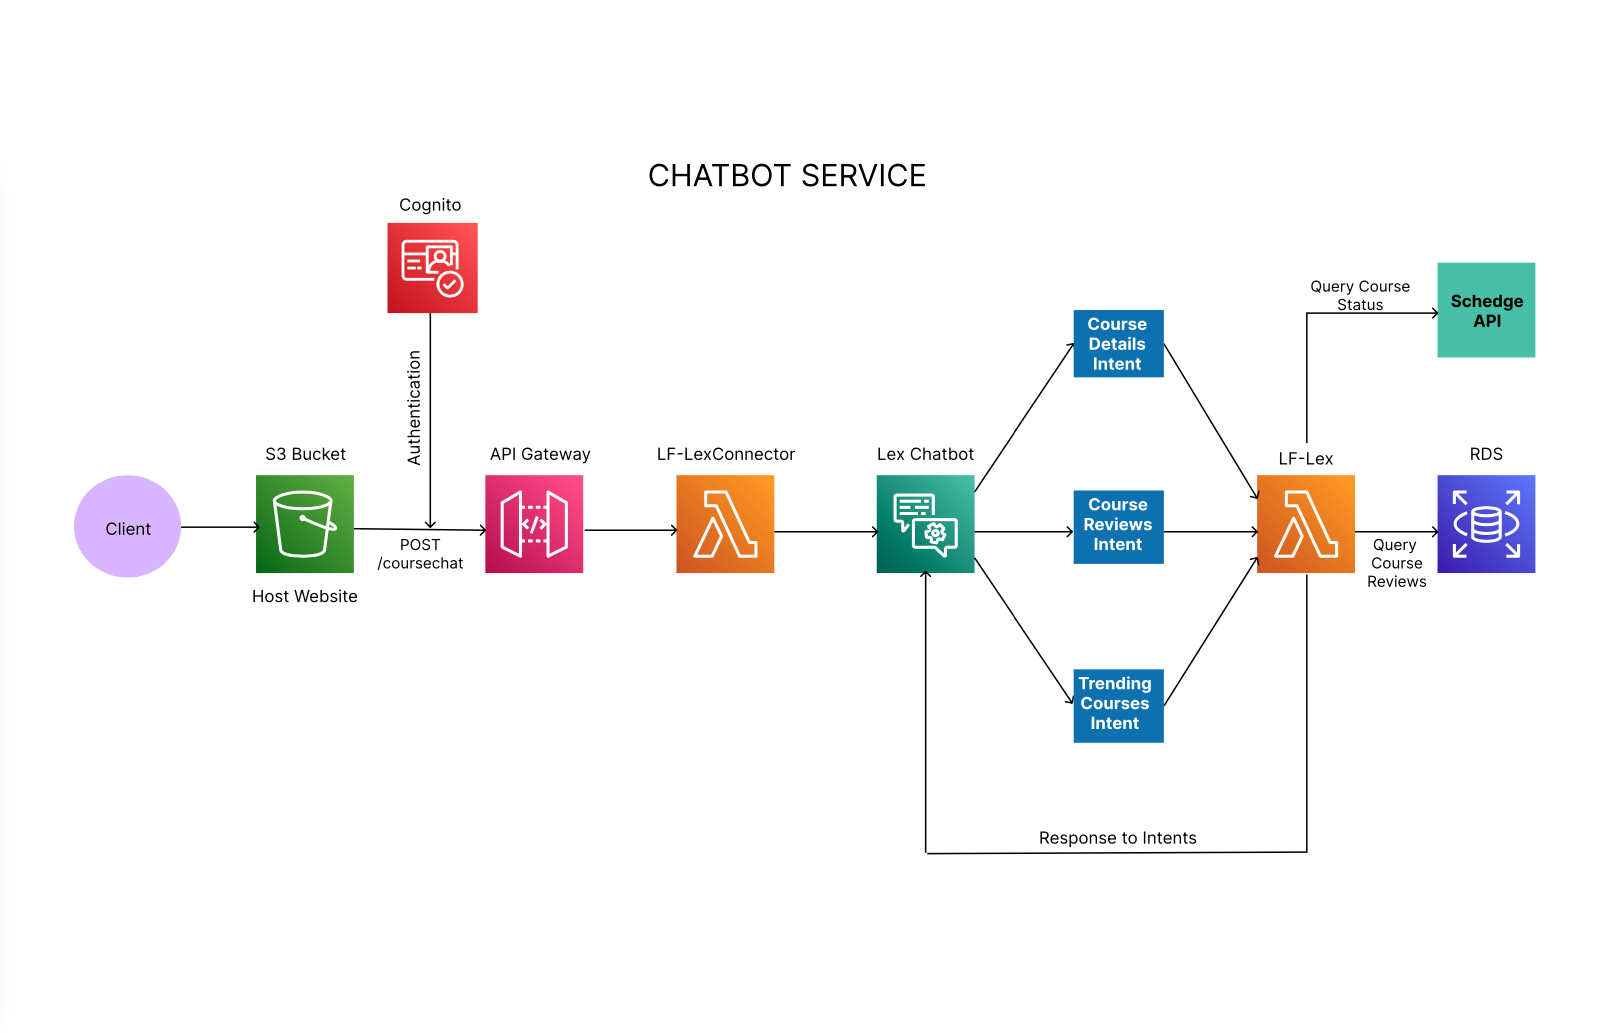 CHATBOT SERVICE
Cognito
Authentication
Client
S3 Bucket
Host Website
POST
/coursechat
API Gateway
LF-LexConnector
Lex Chatbot
Course
Details
Intent
Course
Reviews
Intent
Trending
Courses
Intent
LF-Lex
Query Course
Status
Schedge
API
RDS
Query
Course
Reviews
Response to Intents